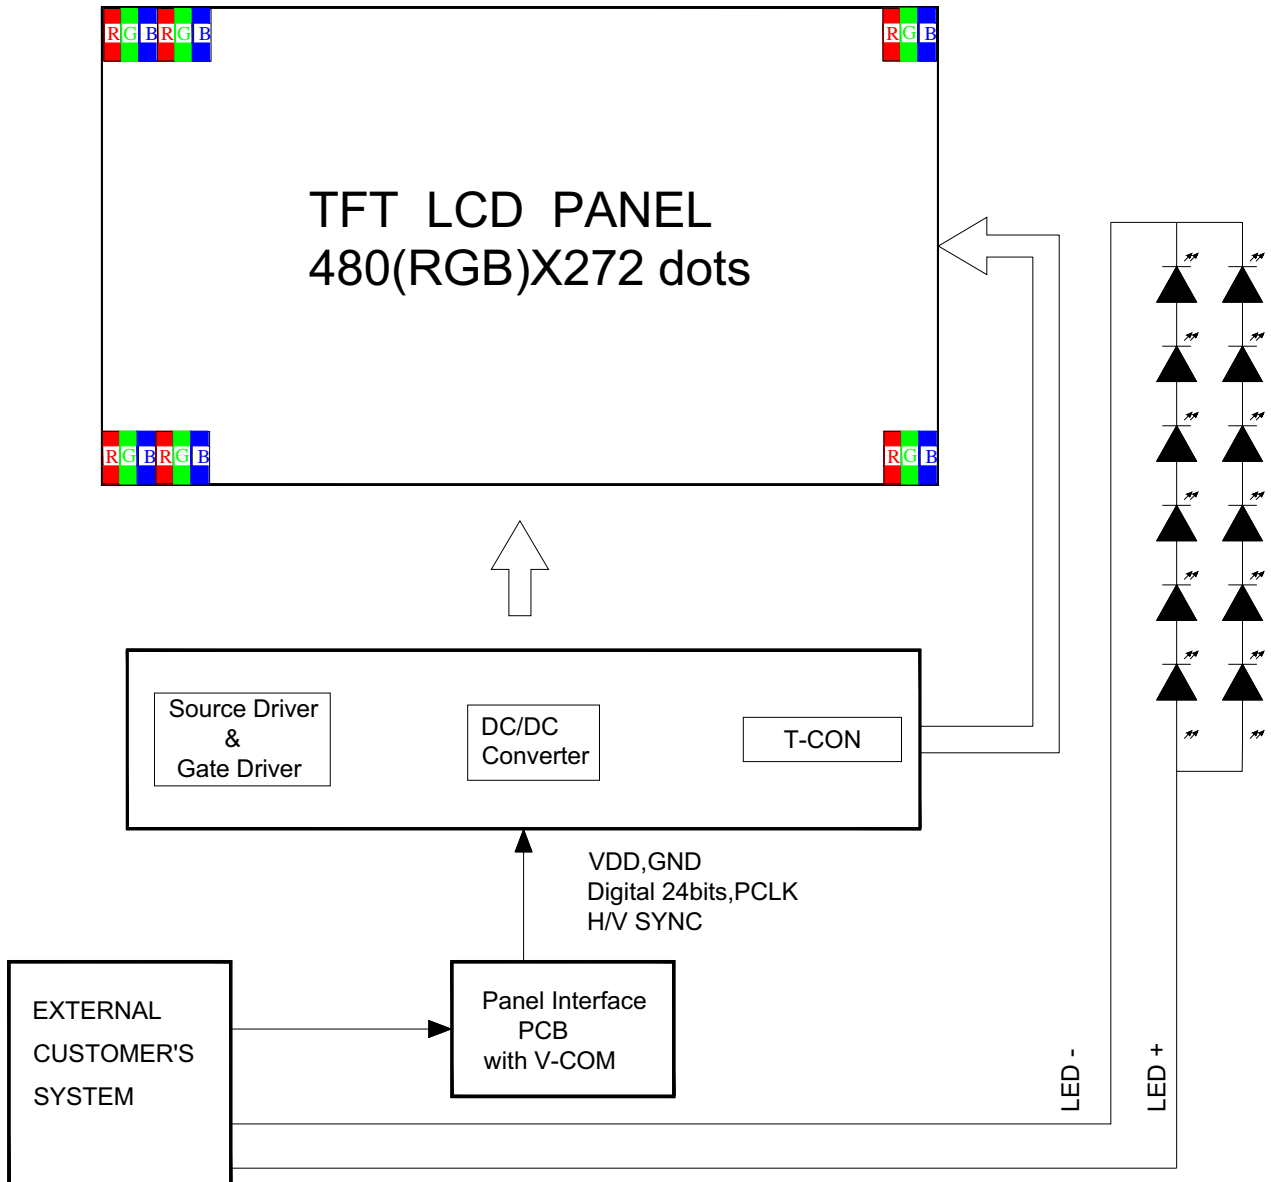 RGBRGB RGB
TFT LCD PANEL
480(RGB)X272 dots
RGBRGB RGB
Source Driver
&
Gate Driver
DC/DC
Converter
T-CON
VDD,GND
Digital 24bits,PCLK
H/V SYNC
EXTERNAL
CUSTOMER'S
SYSTEM
Panel Interface
PCB
with V-COM
LED -
LED +